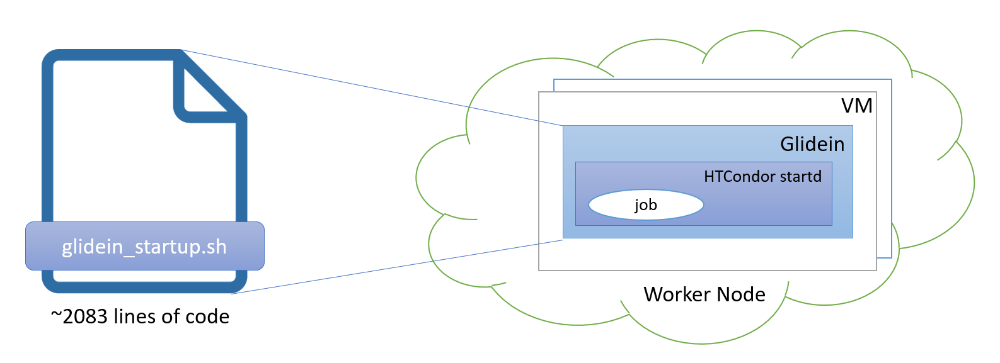 glidein_startup.sh
~2083 lines of code
VM
Glidein
HTCondor startd
job
Worker Node